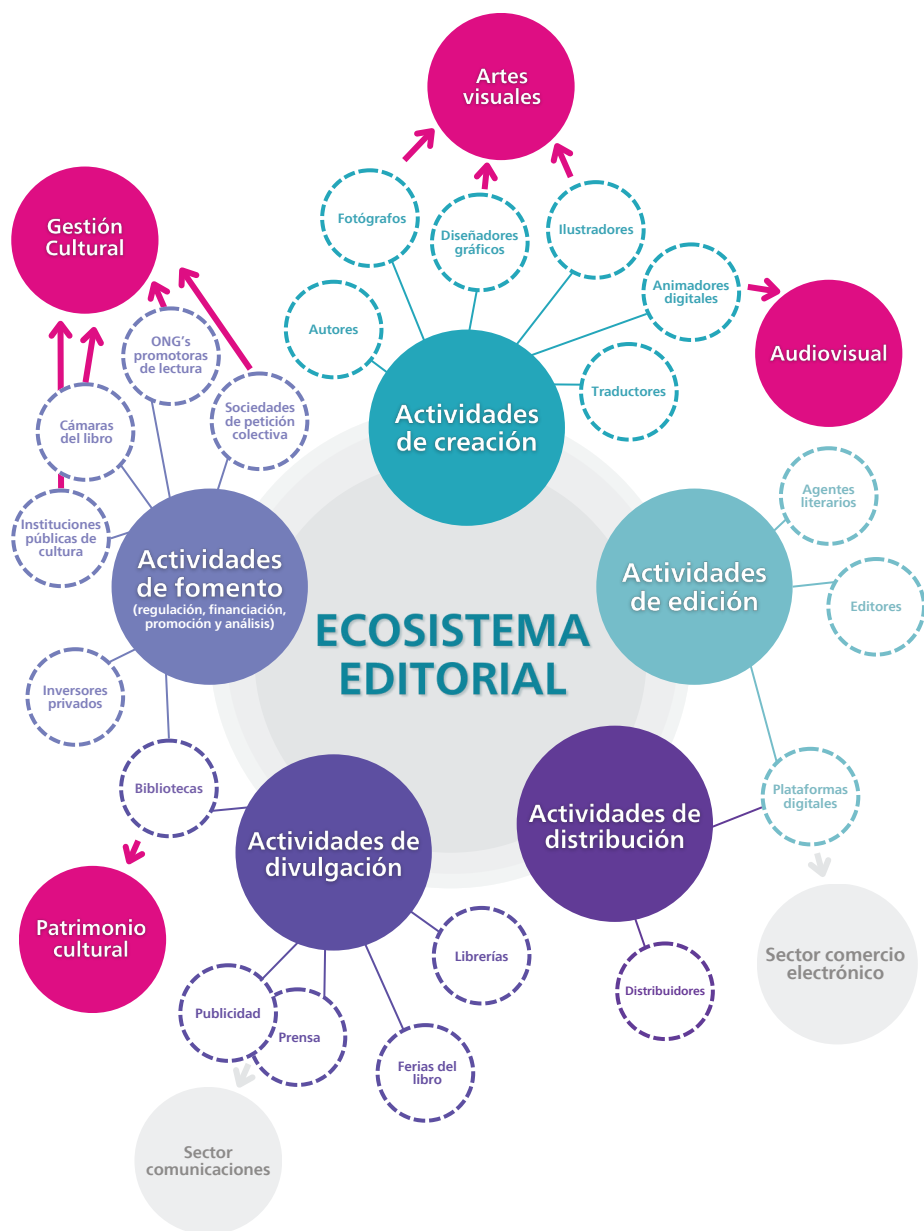 Artes
visuales
Gestión
Cultural
Fotógrafos
Diseñadores
gráficos
Ilustradores
Animadores
digitales
Autores
Audiovisual
ONG's
promotoras
de lectura
Traductores
Sociedades
de petición
colectiva
Cámaras
del libro
Actividades
de creación
Agentes
literarios
Instituciones
públicas de
cultura
Actividades
de fomento
(regulación, financiación,
promoción y análisis)
Actividades
de edición
Editores
ECOSISTEMA
EDITORIAL
Inversores
privados
Bibliotecas
Plataformas
digitales
Actividades de
divulgación
Actividades de
distribución
Patrimonio
cultural
Librerías
Sector comercio
electrónico
Distribuidores
Publicidad
Prensa
Ferias del
libro
Sector
comunicaciones